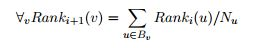 ∀ᵥRankᵢ₊₁(v) = ∑_{u∈Bᵥ} Rankᵢ(u)/Nᵤ